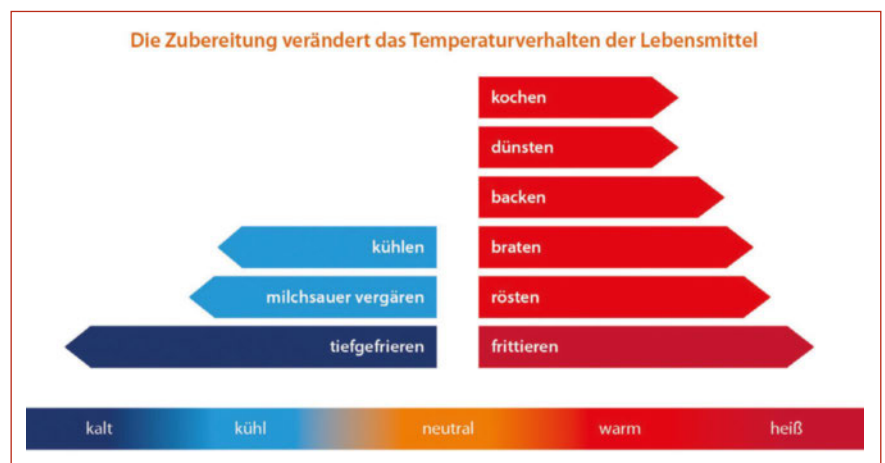 Die Zubereitung verändert das Temperaturverhalten der Lebensmittel
kochen
dünsten
backen
kühlen braten
milchsauer vergären rösten
tiefgefrieren frittieren
kalt kühl neutral warm heiß